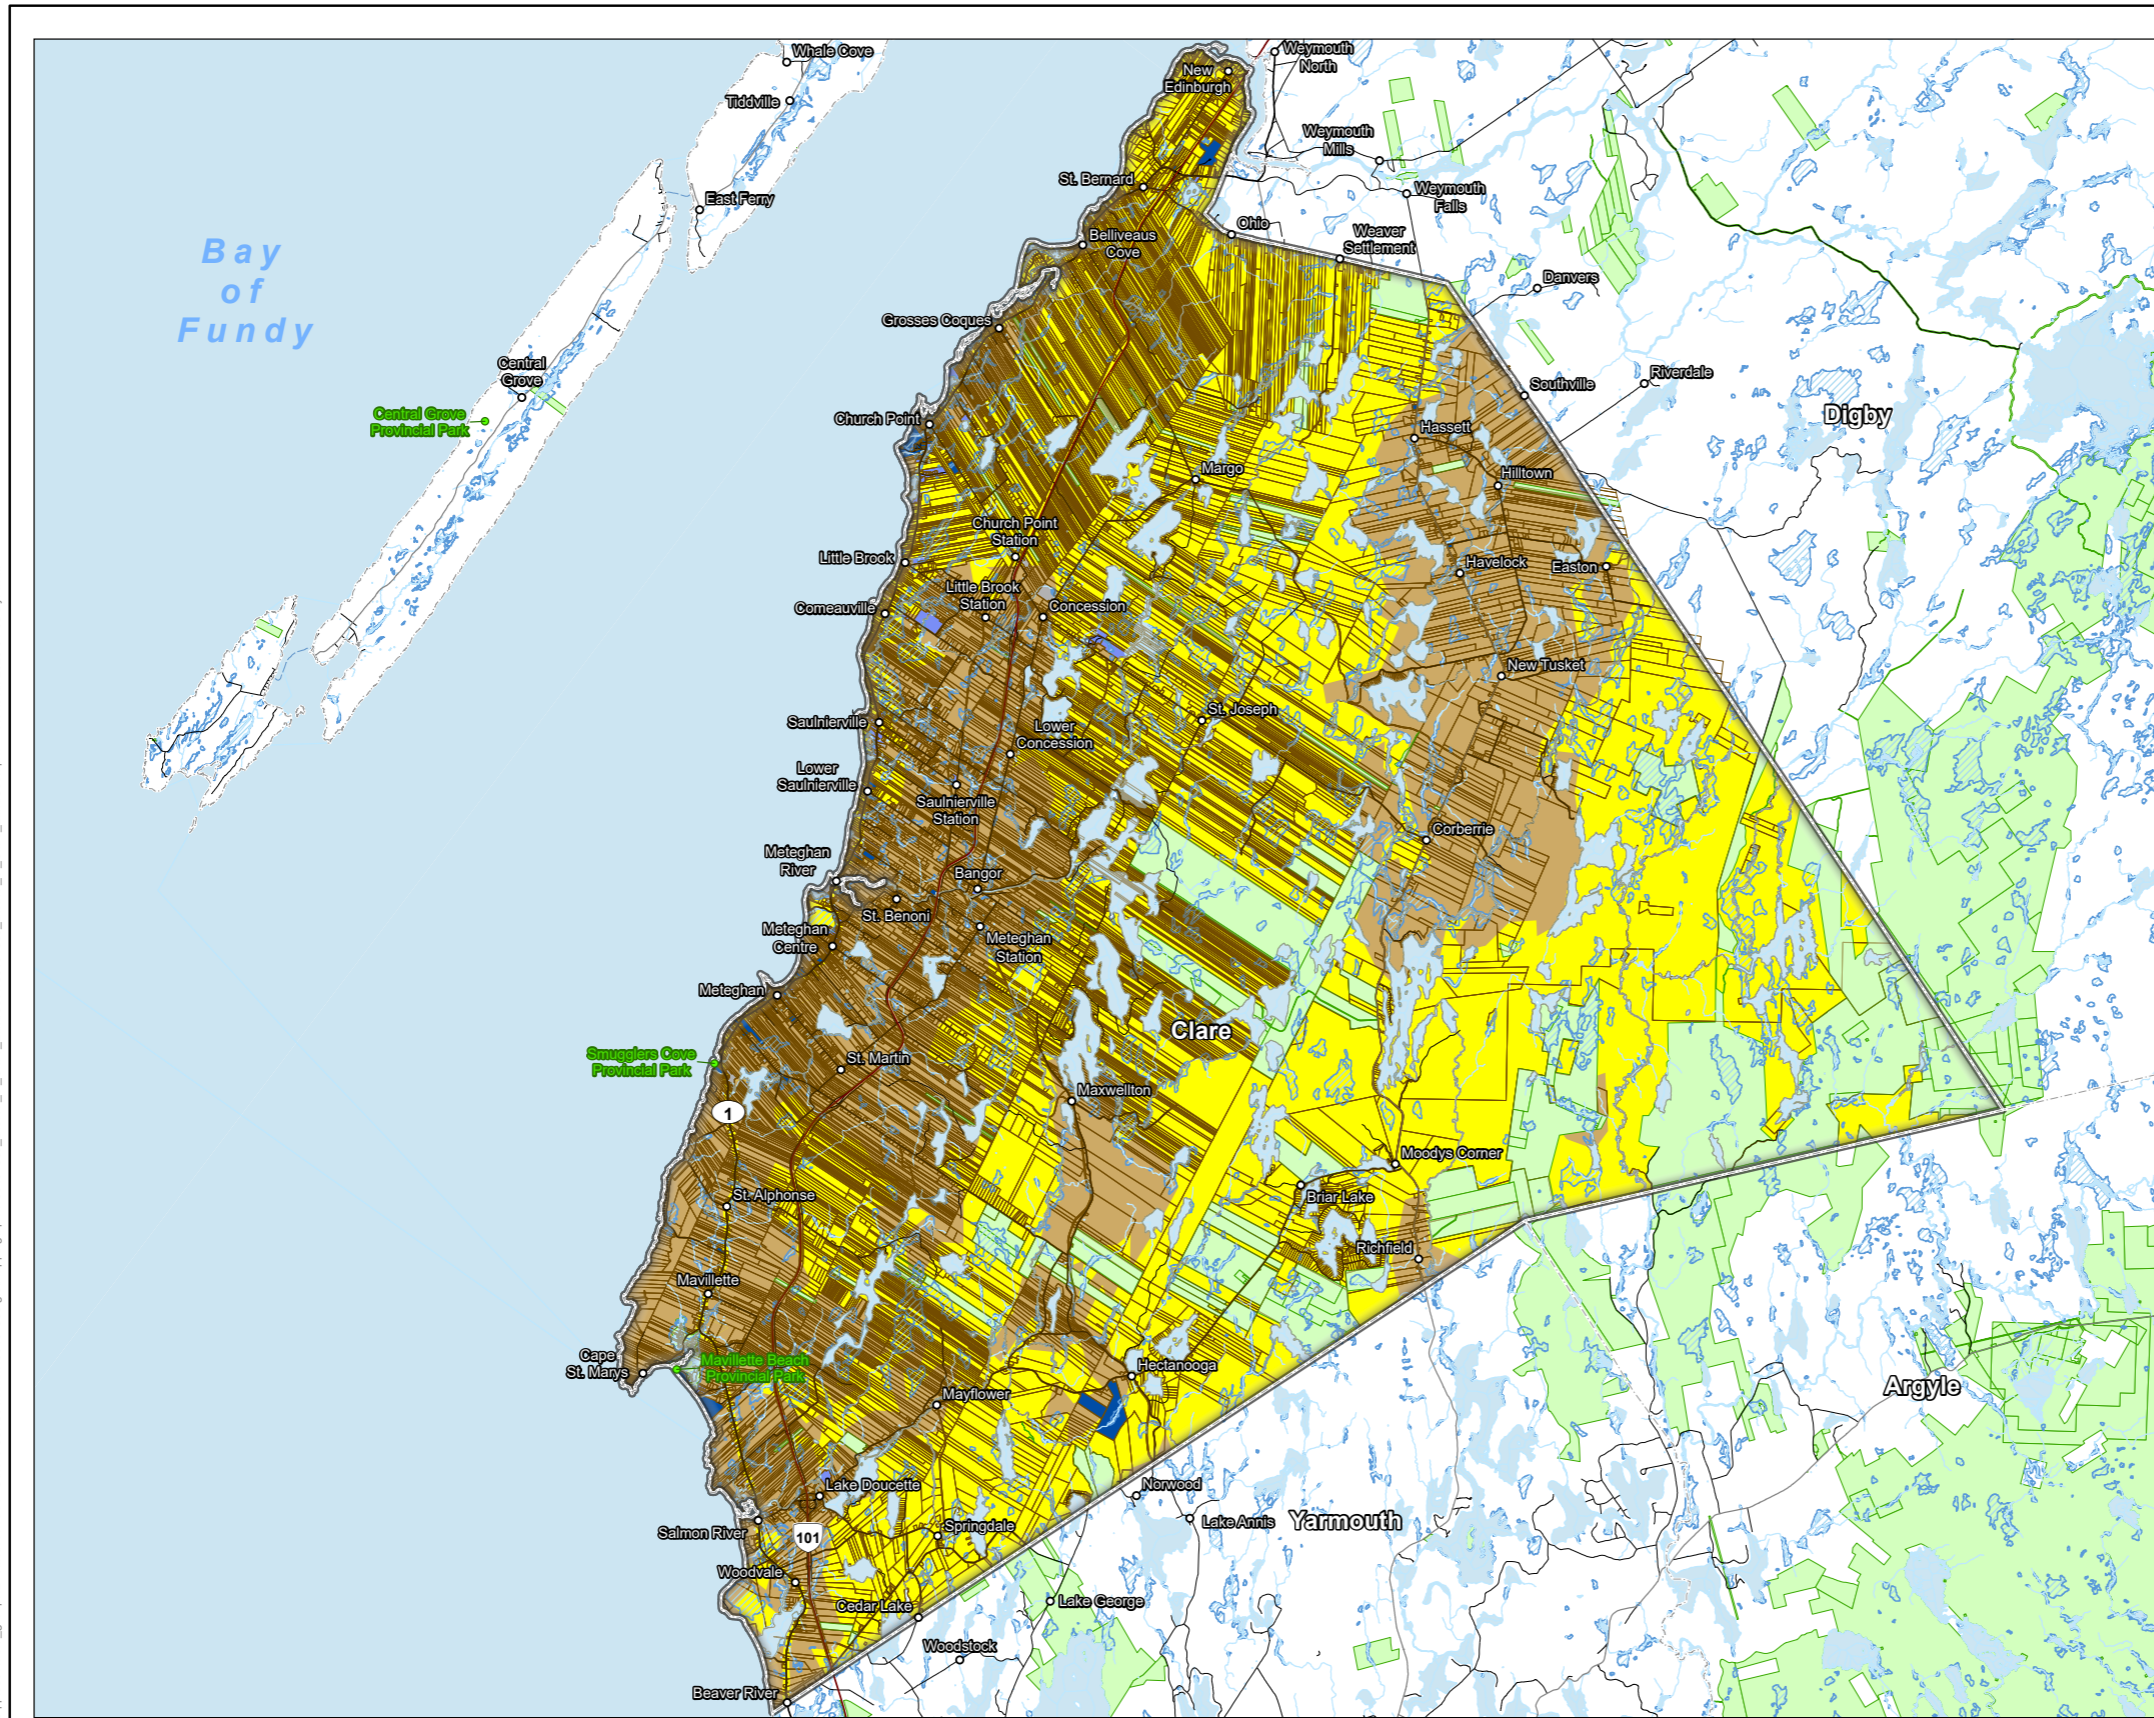 Whale Cove
Tiddville
East Ferry
Bay
of
Fundy
Central
Grove
Central Grove
Provincial Park
New
Edinburgh
Weymouth
North
Weymouth
Mills
Weymouth
Falls
St. Bernard
Ohio
Weaver
Settlement
Belliveaus
Cove
Danvers
Grosses Coques
Southville
Riverdale
Digby
Church Point
Hassett
Margo
Hilltown
Church Point
Station
Little Brook
Havelock
Easton
Little Brook
Station
Comeauville
Concession
New Tusket
Saulnierville
St. Joseph
Lower
Concession
Lower
Saulnierville
Saulnierville
Station
Corberrie
Meteghan
River
Bangor
St. Benoni
Meteghan
Centre
Meteghan
Station
Meteghan
Clare
Smugglers Cove
Provincial Park
St. Martin
Maxwellton
1
Moodys Corner
Briar Lake
St. Alphonse
Richfield
Mavillette
Cape
St. Marys
Mavillette Beach
Provincial Park
Hectanooga
Mayflower
Argyle
Lake Doucette
Norwood
Salmon River
101
Springdale
Lake Annis
Yarmouth
Woodvale
Cedar Lake
Lake George
Woodstock
Beaver River